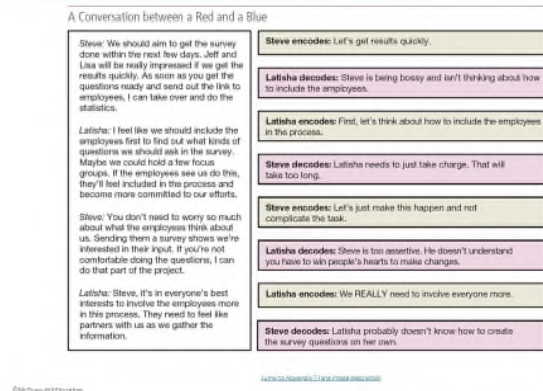 A Conversation between a Red and a Blue
Steve: We should aim to get the survey
done within the next few days. Jeff and
Lisa will be really impressed if we get the
results quickly. As soon as you get the
questions ready and send out the link to
employees, I can take over and do the
statistics.
Latisha: I feel like we should include the
employees first to find out what kinds of
questions we should ask in the survey.
Maybe we could hold a few focus
groups. If the employees see us do this,
they'll feel included in the process and
become more committed to our efforts.
Steve: You don't need to worry so much
about what the employees think about
us. Sending them a survey shows we're
interested in their input. If you're not
comfortable doing the questions, I can
do that part of the project.
Latisha: Steve, it's in everyone's best
interests to involve the employees more
in this process. They need to feel like
partners with us as we gather the
information.
Steve encodes: Let's get results quickly.
Latisha decodes: Steve is being bossy and isn't thinking about how
to include the employees.
Latisha encodes: First, let's think about how to include the employees
in the process.
Steve decodes: Latisha needs to just take charge. That will
take too long.
Steve encodes: Let's just make this happen and not
complicate the task.
Latisha decodes: Steve is too assertive. He doesn't understand
you have to win people's hearts to make changes.
Latisha encodes: We REALLY need to involve everyone more.
Steve decodes: Latisha probably doesn't know how to create
the survey questions on her own.
Jump to Appendix 7 long image description